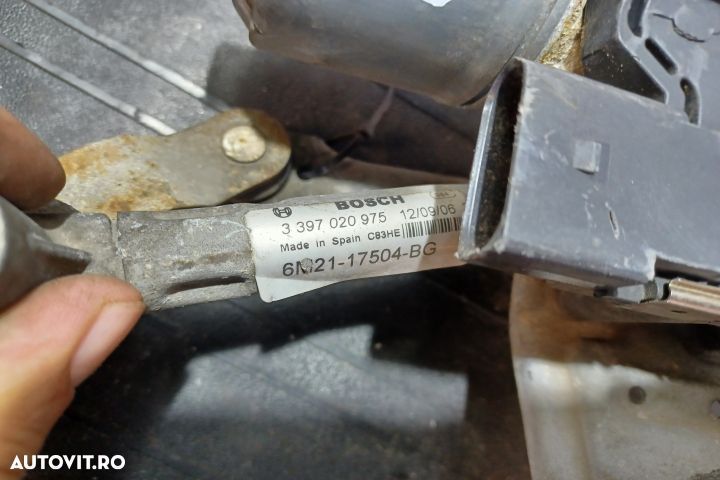 BOSCH
3 397 020 975 12/09/06
Made in Spain C83HE
6M21-17504-BG
AUTOVIT.RO